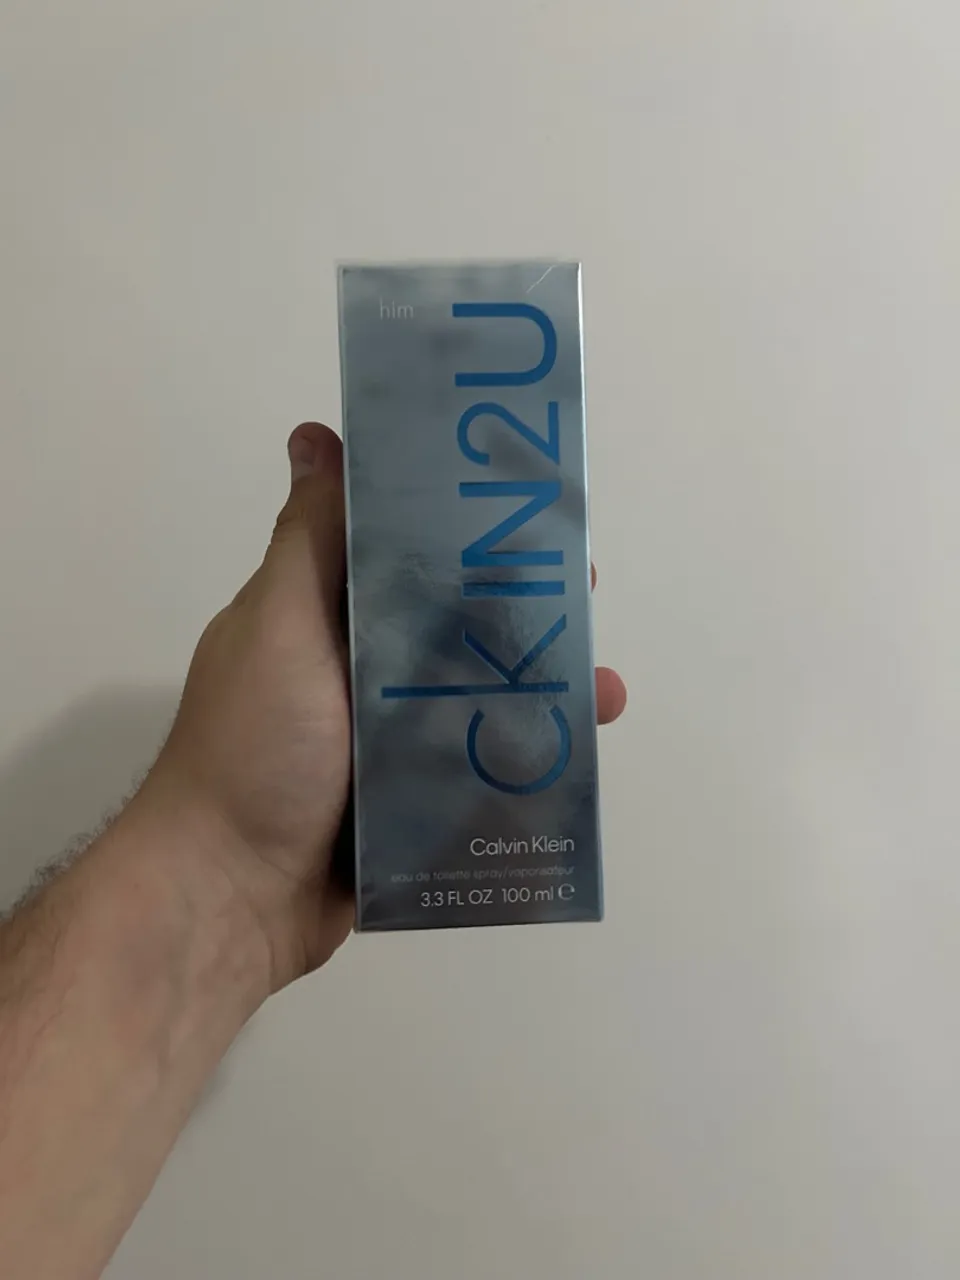 him
ckIN2U
Calvin Klein
eau de toilette spray/vaporisateur
3.3 FL OZ 100 ml ℮